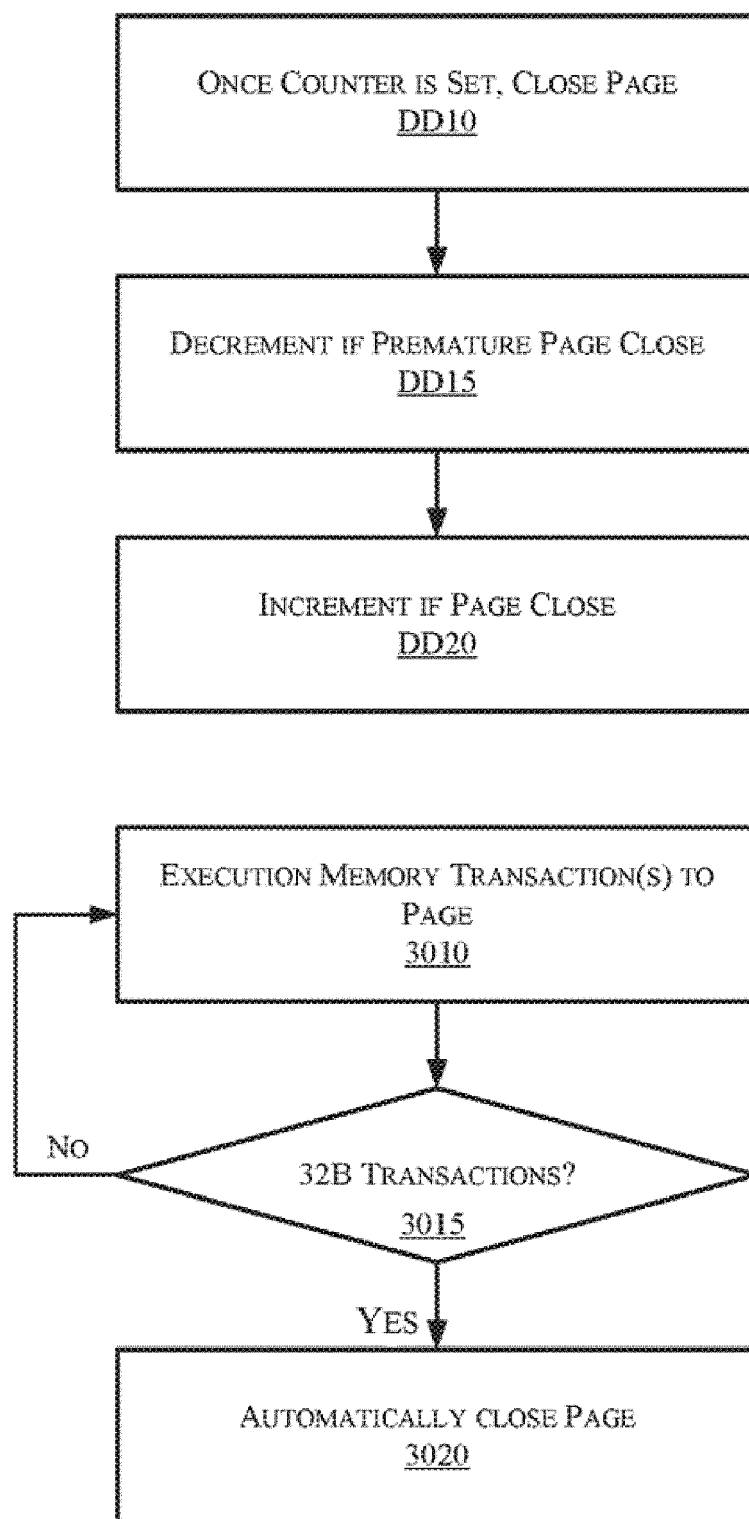 ONCE COUNTER IS SET, CLOSE PAGE
DD10
DECREMENT IF PREMATURE PAGE CLOSE
DD15
INCREMENT IF PAGE CLOSE
DD20
EXECUTION MEMORY TRANSACTION(S) TO
PAGE
3010
NO
32B TRANSACTIONS?
3015
YES
AUTOMATICALLY CLOSE PAGE
3020